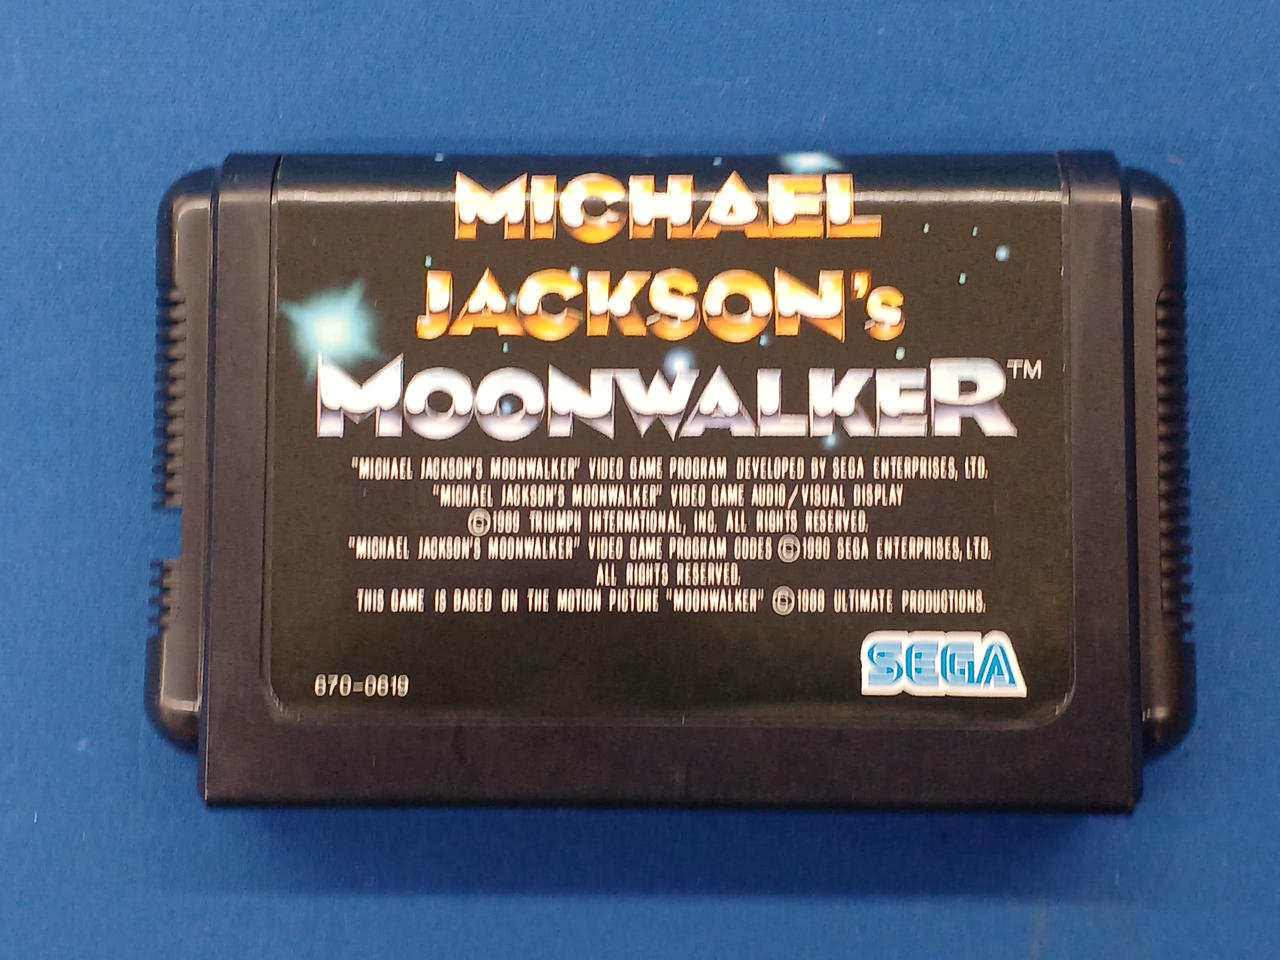 MICHAEL
JACKSON's
MOONWALKER™
"MICHAEL JACKSON'S MOONWALKER" VIDEO GAME PROGRAM DEVELOPED BY SEGA ENTERPRISES, LTD.
"MICHAEL JACKSON'S MOONWALKER" VIDEO GAME AUDIO/VISUAL DISPLAY
©1989 TRIUMPH INTERNATIONAL, INC. ALL RIGHTS RESERVED.
"MICHAEL JACKSON'S MOONWALKER" VIDEO GAME PROGRAM CODES ©1990 SEGA ENTERPRISES, LTD.
ALL RIGHTS RESERVED.
THIS GAME IS BASED ON THE MOTION PICTURE "MOONWALKER" ©1988 ULTIMATE PRODUCTIONS.
SEGA
670-0619